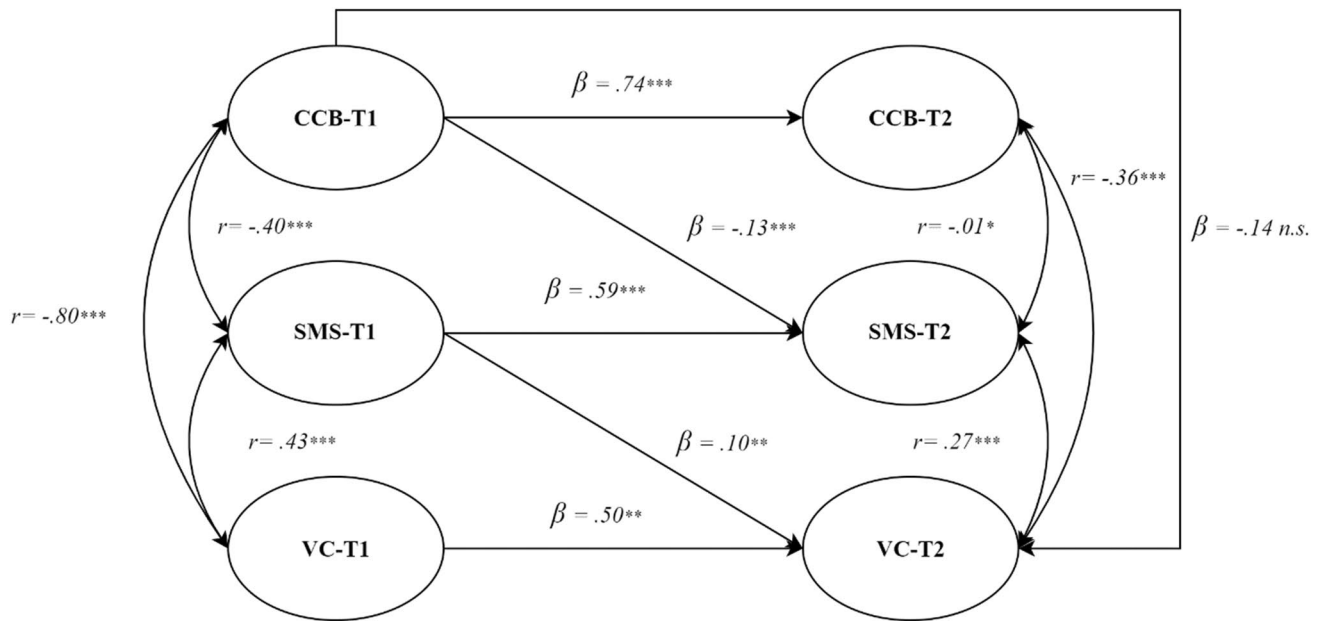 β = .74***
CCB-T1
CCB-T2
r= -.36***
r= -.40***
β = -.13***
r= -.01*
β = -.14 n.s.
β = .59***
r= -.80***
SMS-T1
SMS-T2
r= .43***
β = .10**
r= .27***
β = .50**
VC-T1
VC-T2